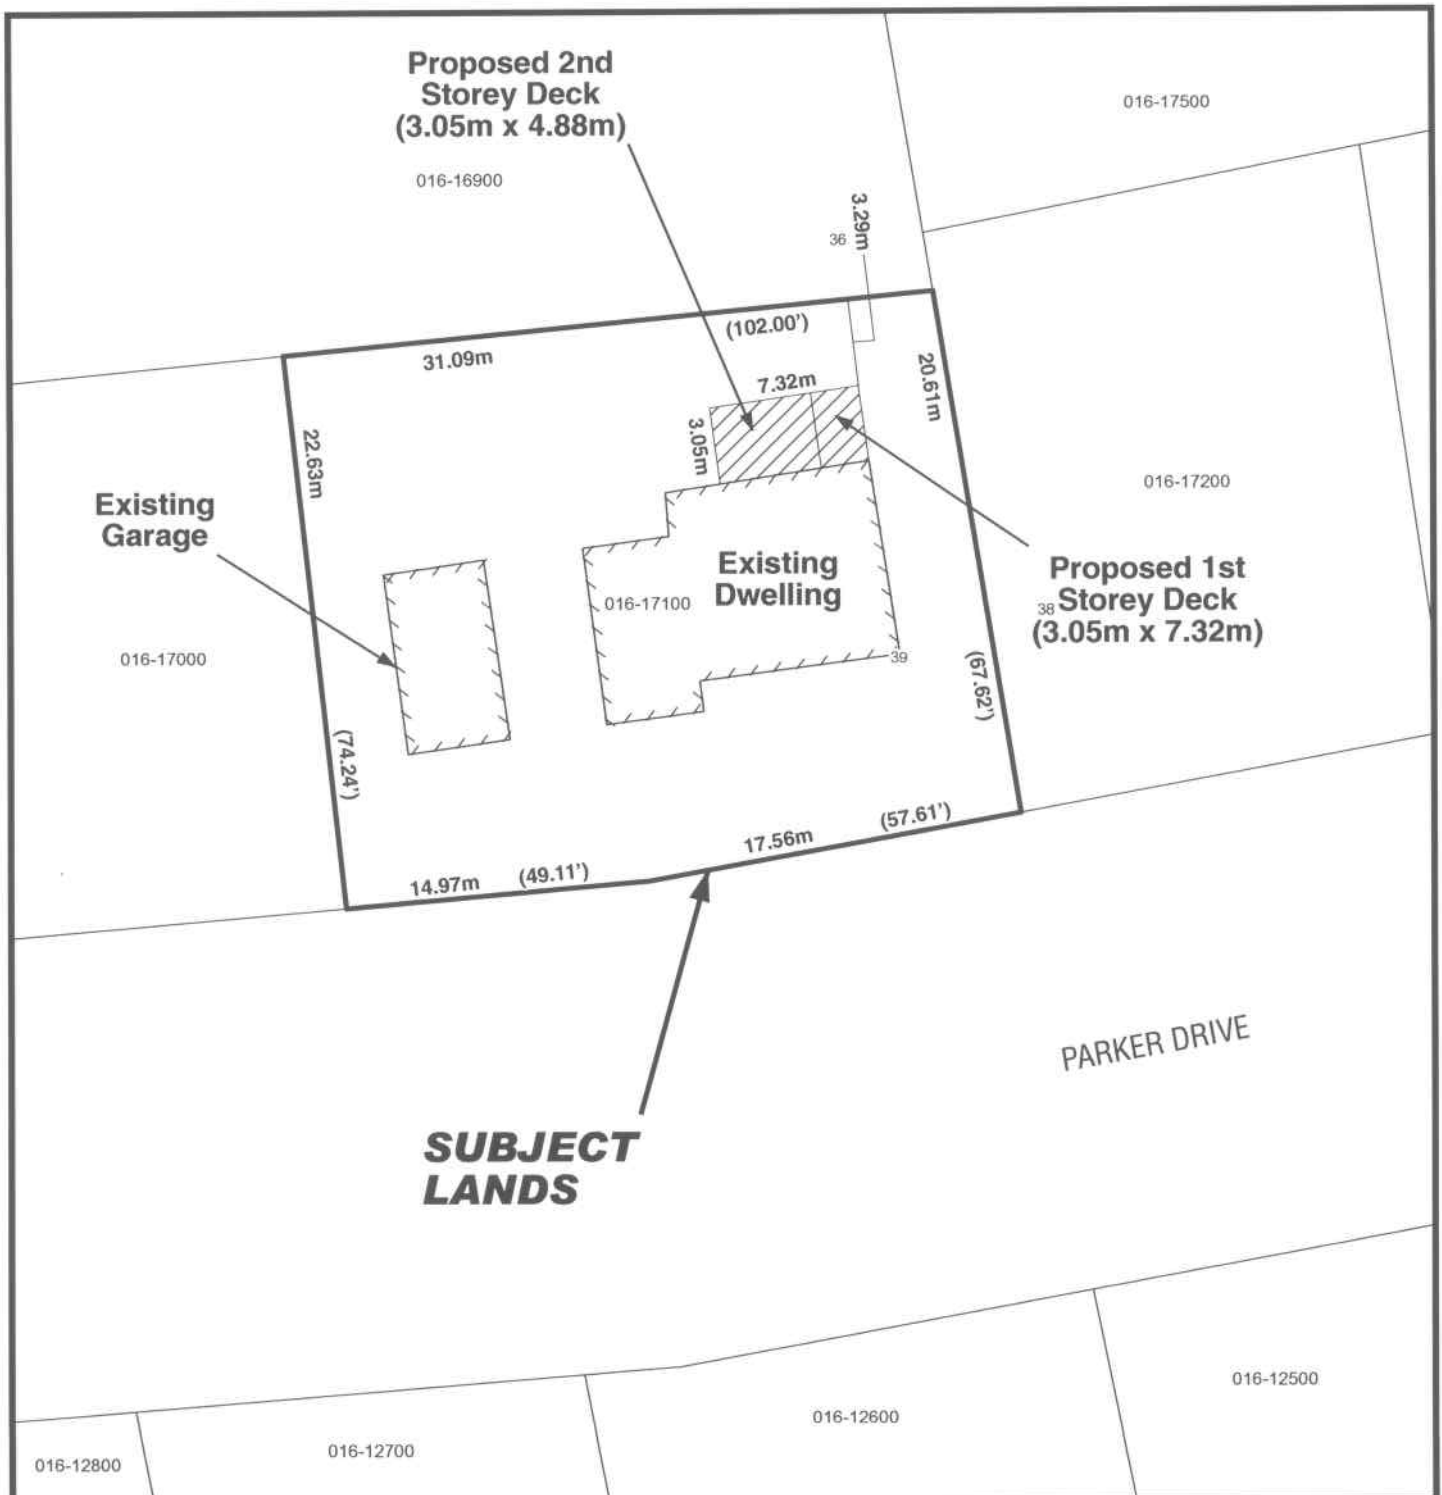 Proposed 2nd
Storey Deck
(3.05m x 4.88m)
016-17500
016-16900
3.29m
36
(102.00')
31.09m
7.32m
20.61m
3.05m
22.63m
016-17200
Existing
Garage
Existing
Dwelling
016-17100
Proposed 1st
38 Storey Deck
(3.05m x 7.32m)
016-17000
39
(67.62')
(74.24')
(57.61')
17.56m
14.97m (49.11')
PARKER DRIVE
SUBJECT
LANDS
016-12500
016-12600
016-12700
016-12800